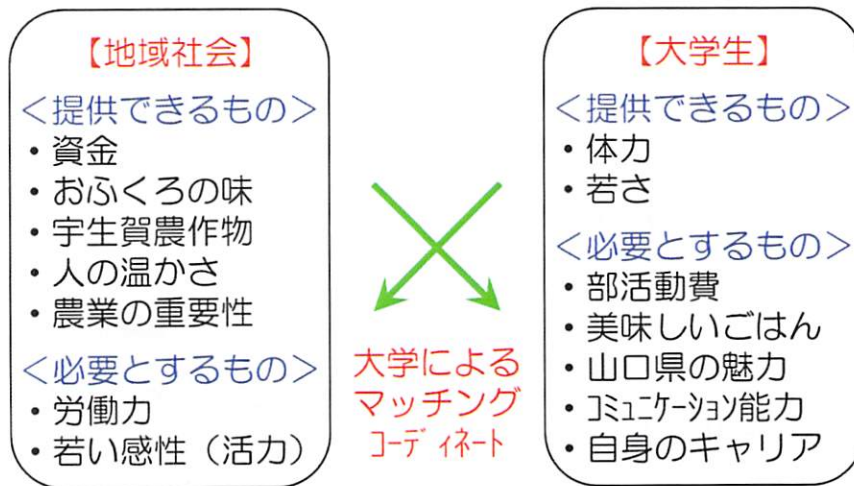 【地域社会】
<提供できるもの>
・資金
・おふくろの味
・宇生賀農作物
・人の温かさ
・農業の重要性
<必要とするもの>
・労働力
・若い感性（活力）
大学による
マッチング
ｺｰﾃﾞｨﾈｰﾄ
【大学生】
<提供できるもの>
・体力
・若さ
<必要とするもの>
・部活動費
・美味しいごはん
・山口県の魅力
・ｺﾐｭﾆｹｰｼｮﾝ能力
・自身のキャリア